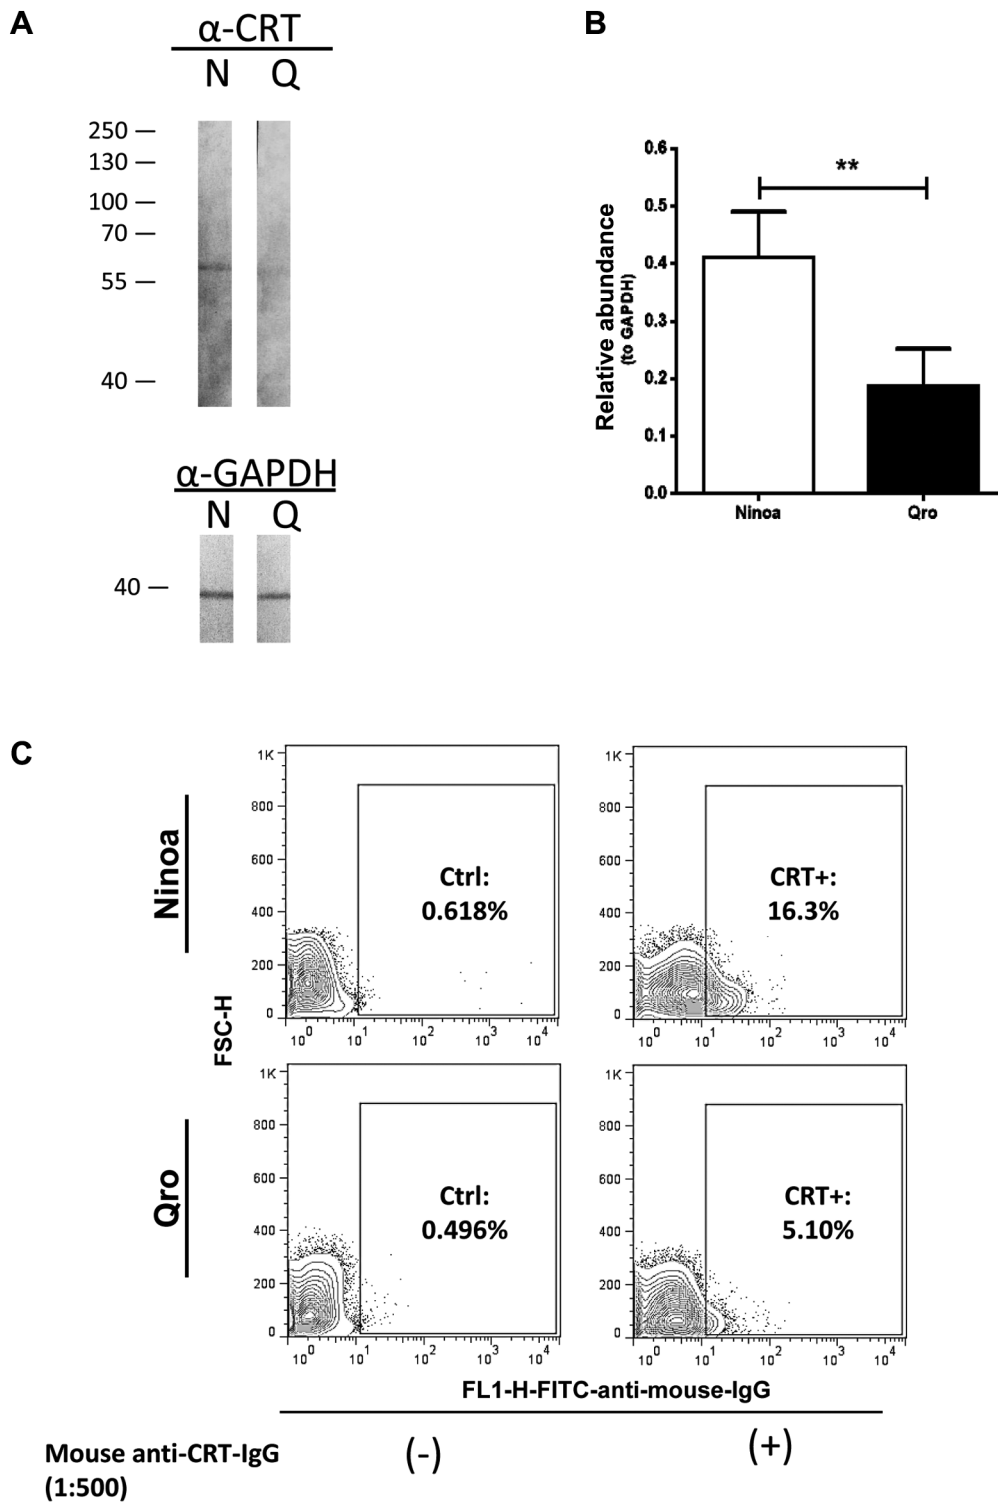 A
α-CRT
N Q
250
130
100
70
55
40
α-GAPDH
N Q
40
B
Relative abundance
(to GAPDH)
0.6
0.5
0.4
0.3
0.2
0.1
0.0
**
Ninoa Qro
C
Ninoa
Qro
FSC-H
1K
800
600
400
200
0
10^0 10^1 10^2 10^3 10^4
Ctrl:
0.618%
1K
800
600
400
200
0
10^0 10^1 10^2 10^3 10^4
CRT+:
16.3%
1K
800
600
400
200
0
10^0 10^1 10^2 10^3 10^4
Ctrl:
0.496%
1K
800
600
400
200
0
10^0 10^1 10^2 10^3 10^4
CRT+:
5.10%
FL1-H-FITC-anti-mouse-IgG
Mouse anti-CRT-IgG
(1:500)
(-) (+)